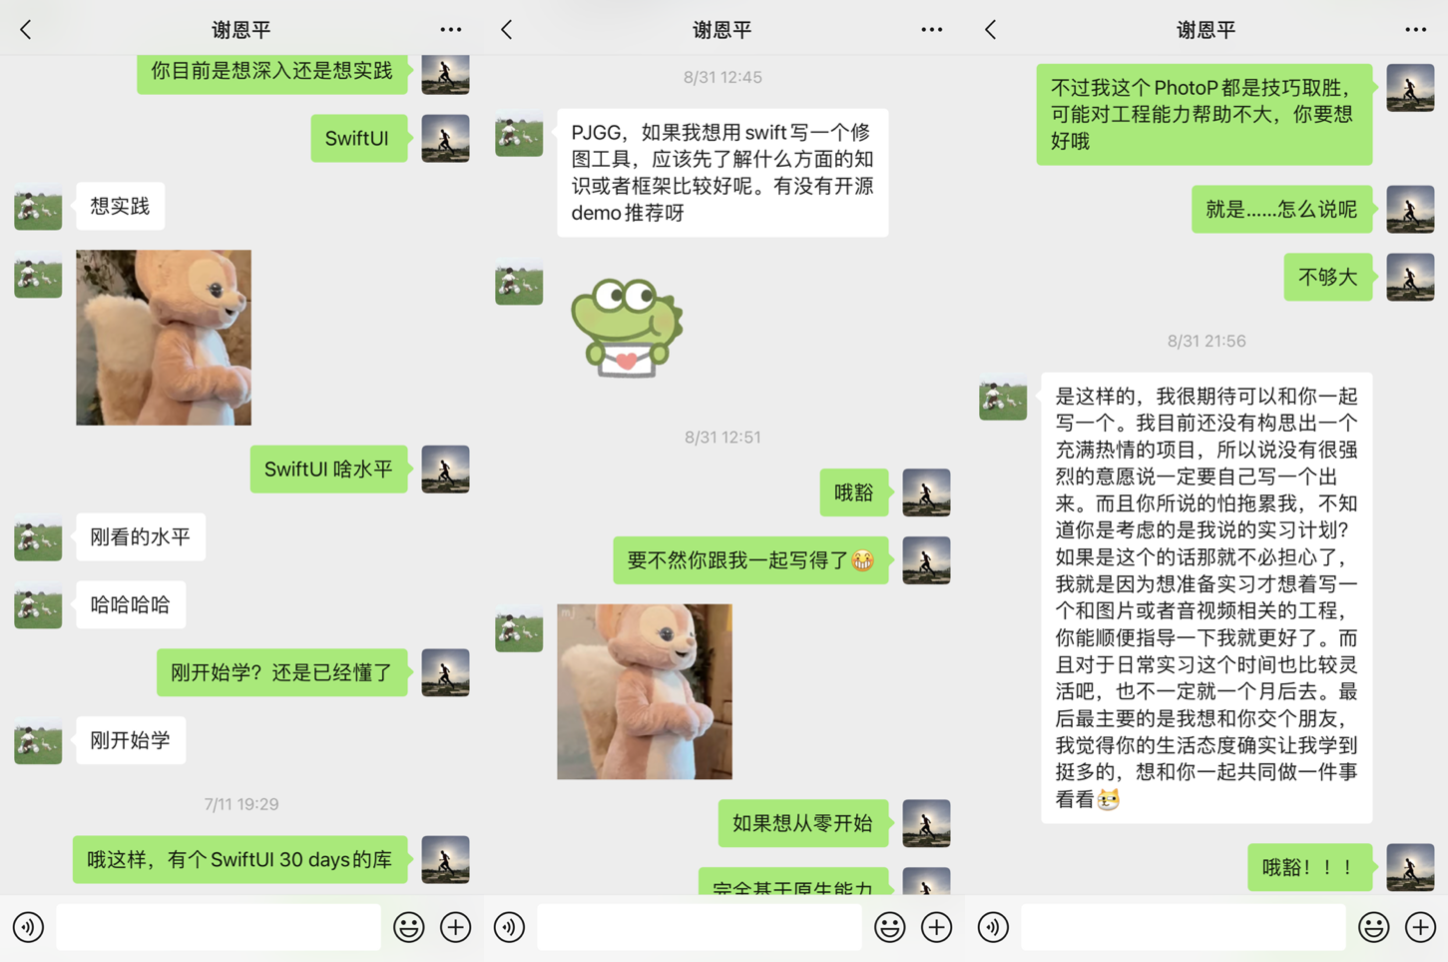 谢恩平
你目前是想深入还是想实践
SwiftUI
想实践
SwiftUI 啥水平
刚看的水平
哈哈哈哈
刚开始学？还是已经懂了
刚开始学
7/11 19:29
哦这样，有个 SwiftUI 30 days的库
谢恩平
8/31 12:45
PJGG，如果我想用 swift 写一个修
图工具，应该先了解什么方面的知
识或者框架比较好呢。有没有开源
demo 推荐呀
8/31 12:51
哦豁
要不然你跟我一起写得了
mj
如果想从零开始
完全基于原生能力
谢恩平
不过我这个 PhotoP 都是技巧取胜，
可能对工程能力帮助不大，你要想
好哦
就是……怎么说呢
不够大
8/31 21:56
是这样的，我很期待可以和你一起
写一个。我目前还没有构思出一个
充满热情的项目，所以说没有很强
烈的意愿说一定要自己写一个出
来。而且你所说的怕拖累我，不知
道你是考虑的是我说的实习计划？
如果是这个的话那就不必担心了，
我就是因为想准备实习才想着写一
个和图片或者音视频相关的工程，
你能顺便指导一下我就更好了。而
且对于日常实习这个时间也比较灵
活吧，也不一定就一个月后去。最
后最主要的是我想和你交个朋友，
我觉得你的生活态度确实让我学到
挺多的，想和你一起共同做一件事
看看
哦豁！！！